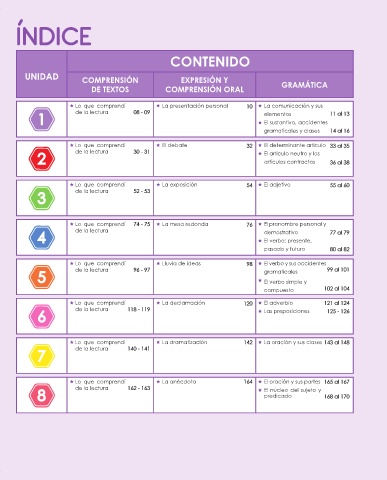 ÍNDICE
UNIDAD
CONTENIDO
COMPRENSIÓN
DE TEXTOS
EXPRESIÓN Y
COMPRENSIÓN ORAL
GRAMÁTICA
1
★ Lo que comprendí
de la lectura 08 - 09
★ La presentación personal 10
★ La comunicación y sus
elementos 11 al 13
★ El sustantivo, accidentes
gramaticales y clases 14 al 16
2
★ Lo que comprendí
de la lectura 30 - 31
★ El debate 32
★ El determinante artículo 33 al 35
★ El artículo neutro y los
artículos contractos 36 al 38
3
★ Lo que comprendí
de la lectura 52 - 53
★ La exposición 54
★ El adjetivo 55 al 60
4
★ Lo que comprendí 74 - 75
de la lectura
★ La mesa redonda 76
★ El pronombre personal y
demostrativo 77 al 79
★ El verbo: presente,
pasado y futuro 80 al 82
5
★ Lo que comprendí
de la lectura 96 - 97
★ Lluvia de ideas 98
★ El verbo y sus accidentes
gramaticales 99 al 101
★ El verbo simple y
compuesto 102 al 104
6
★ Lo que comprendí
de la lectura 118 - 119
★ La declamación 120
★ El adverbio 121 al 124
★ Las preposiciones 125 - 126
7
★ Lo que comprendí
de la lectura 140 - 141
★ La dramatización 142
★ La oración y sus clases 143 al 148
8
★ Lo que comprendí
de la lectura 162 - 163
★ La anécdota 164
★ El oración y sus partes 165 al 167
★ El núcleo del sujeto y
predicado 168 al 170